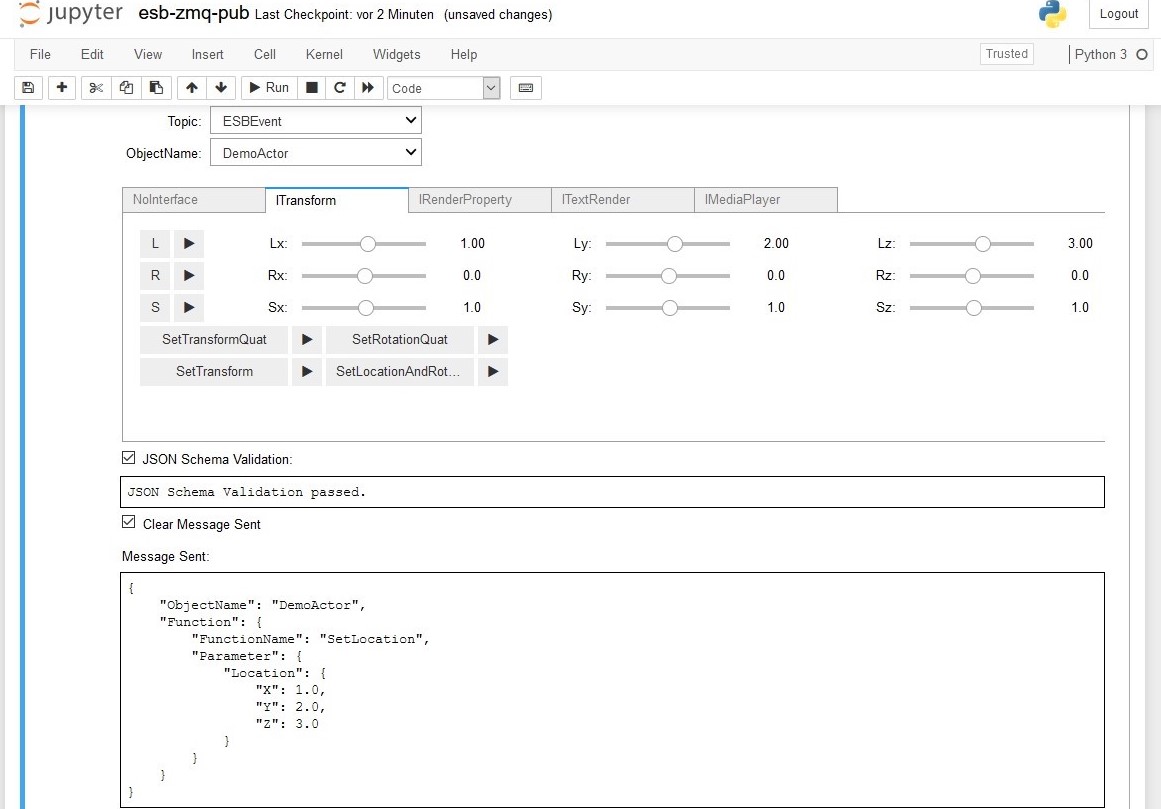 jupyter esb-zmq-pub Last Checkpoint: vor 2 Minuten (unsaved changes) Logout
File Edit View Insert Cell Kernel Widgets Help Trusted Python 3
Run Code
Topic: ESBEvent
ObjectName: DemoActor
NoInterface ITransform IRenderProperty ITextRender IMediaPlayer
L Lx: 1.00 Ly: 2.00 Lz: 3.00
R Rx: 0.0 Ry: 0.0 Rz: 0.0
S Sx: 1.0 Sy: 1.0 Sz: 1.0
SetTransformQuat SetRotationQuat
SetTransform SetLocationAndRot...
JSON Schema Validation:
JSON Schema Validation passed.
Clear Message Sent
Message Sent:
{
    "ObjectName": "DemoActor",
    "Function": {
        "FunctionName": "SetLocation",
        "Parameter": {
            "Location": {
                "X": 1.0,
                "Y": 2.0,
                "Z": 3.0
            }
        }
    }
}